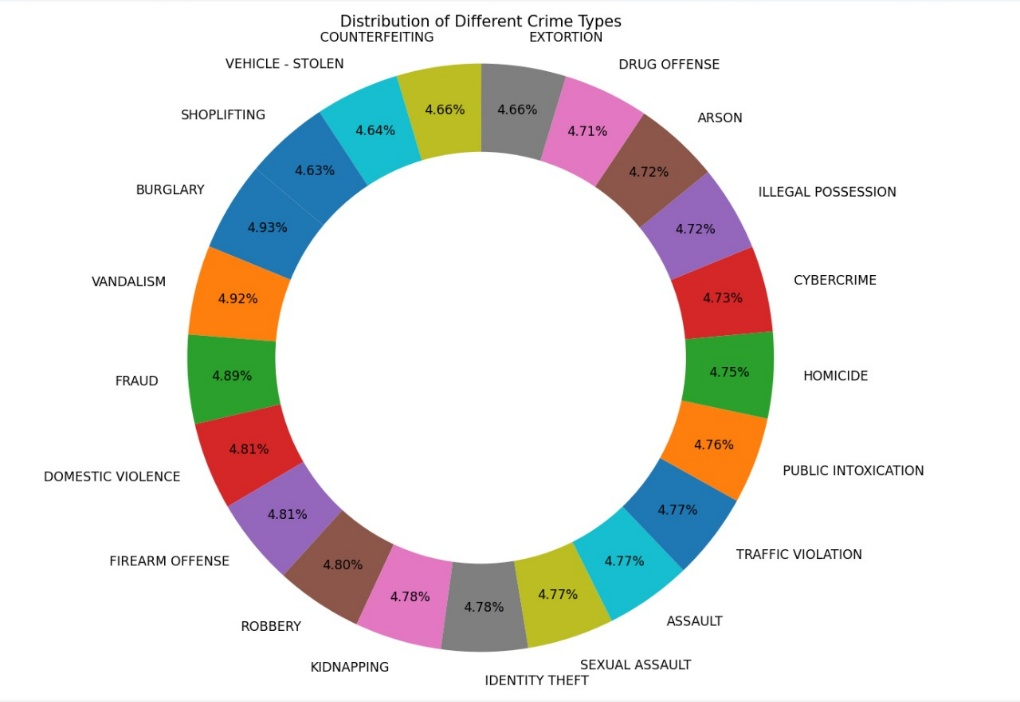 Distribution of Different Crime Types
COUNTERFEITING
EXTORTION
VEHICLE - STOLEN
DRUG OFFENSE
SHOPLIFTING
ARSON
BURGLARY
ILLEGAL POSSESSION
VANDALISM
CYBERCRIME
FRAUD
HOMICIDE
DOMESTIC VIOLENCE
PUBLIC INTOXICATION
FIREARM OFFENSE
TRAFFIC VIOLATION
ROBBERY
ASSAULT
KIDNAPPING
SEXUAL ASSAULT
IDENTITY THEFT
4.66%
4.66%
4.64%
4.71%
4.63%
4.72%
4.93%
4.72%
4.92%
4.73%
4.89%
4.75%
4.81%
4.76%
4.81%
4.77%
4.80%
4.77%
4.78%
4.77%
4.78%